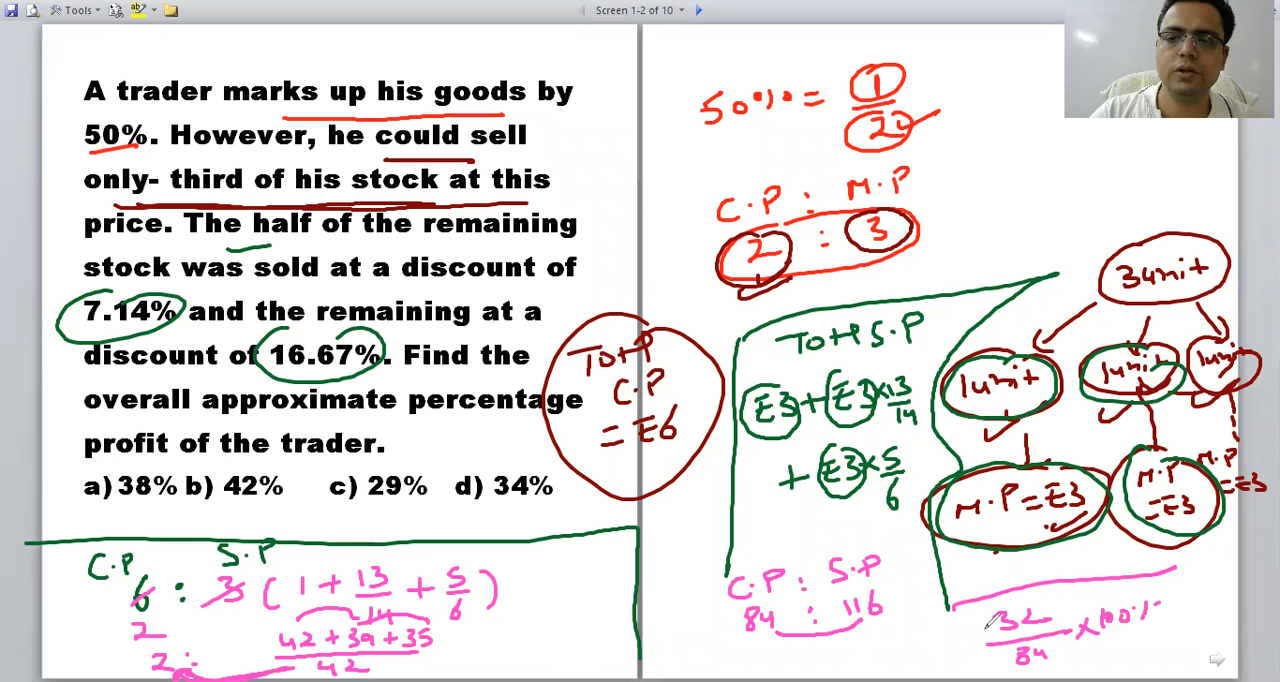 Tools
Screen 1-2 of 10
A trader marks up his goods by
50%. However, he could sell
only- third of his stock at this
price. The half of the remaining
stock was sold at a discount of
7.14% and the remaining at a
discount of 16.67%. Find the
overall approximate percentage
profit of the trader.
a) 38% b) 42% c) 29% d) 34%
C.P S.P
6 : 3 ( 1 + 13/14 + 5/6 )
2
42 + 39 + 35
42
2 :
50% = 1/2
C.P : M.P
2 : 3
Total
C.P
= ₹6
Total S.P
₹3 + ₹3 × 13/14
+ ₹3 × 5/6
C.P : S.P
84 : 116
3 unit
1 unit 1 unit 1 unit
M.P = ₹3
M.P
= ₹3
M.P
= ₹3
32/84 × 100%